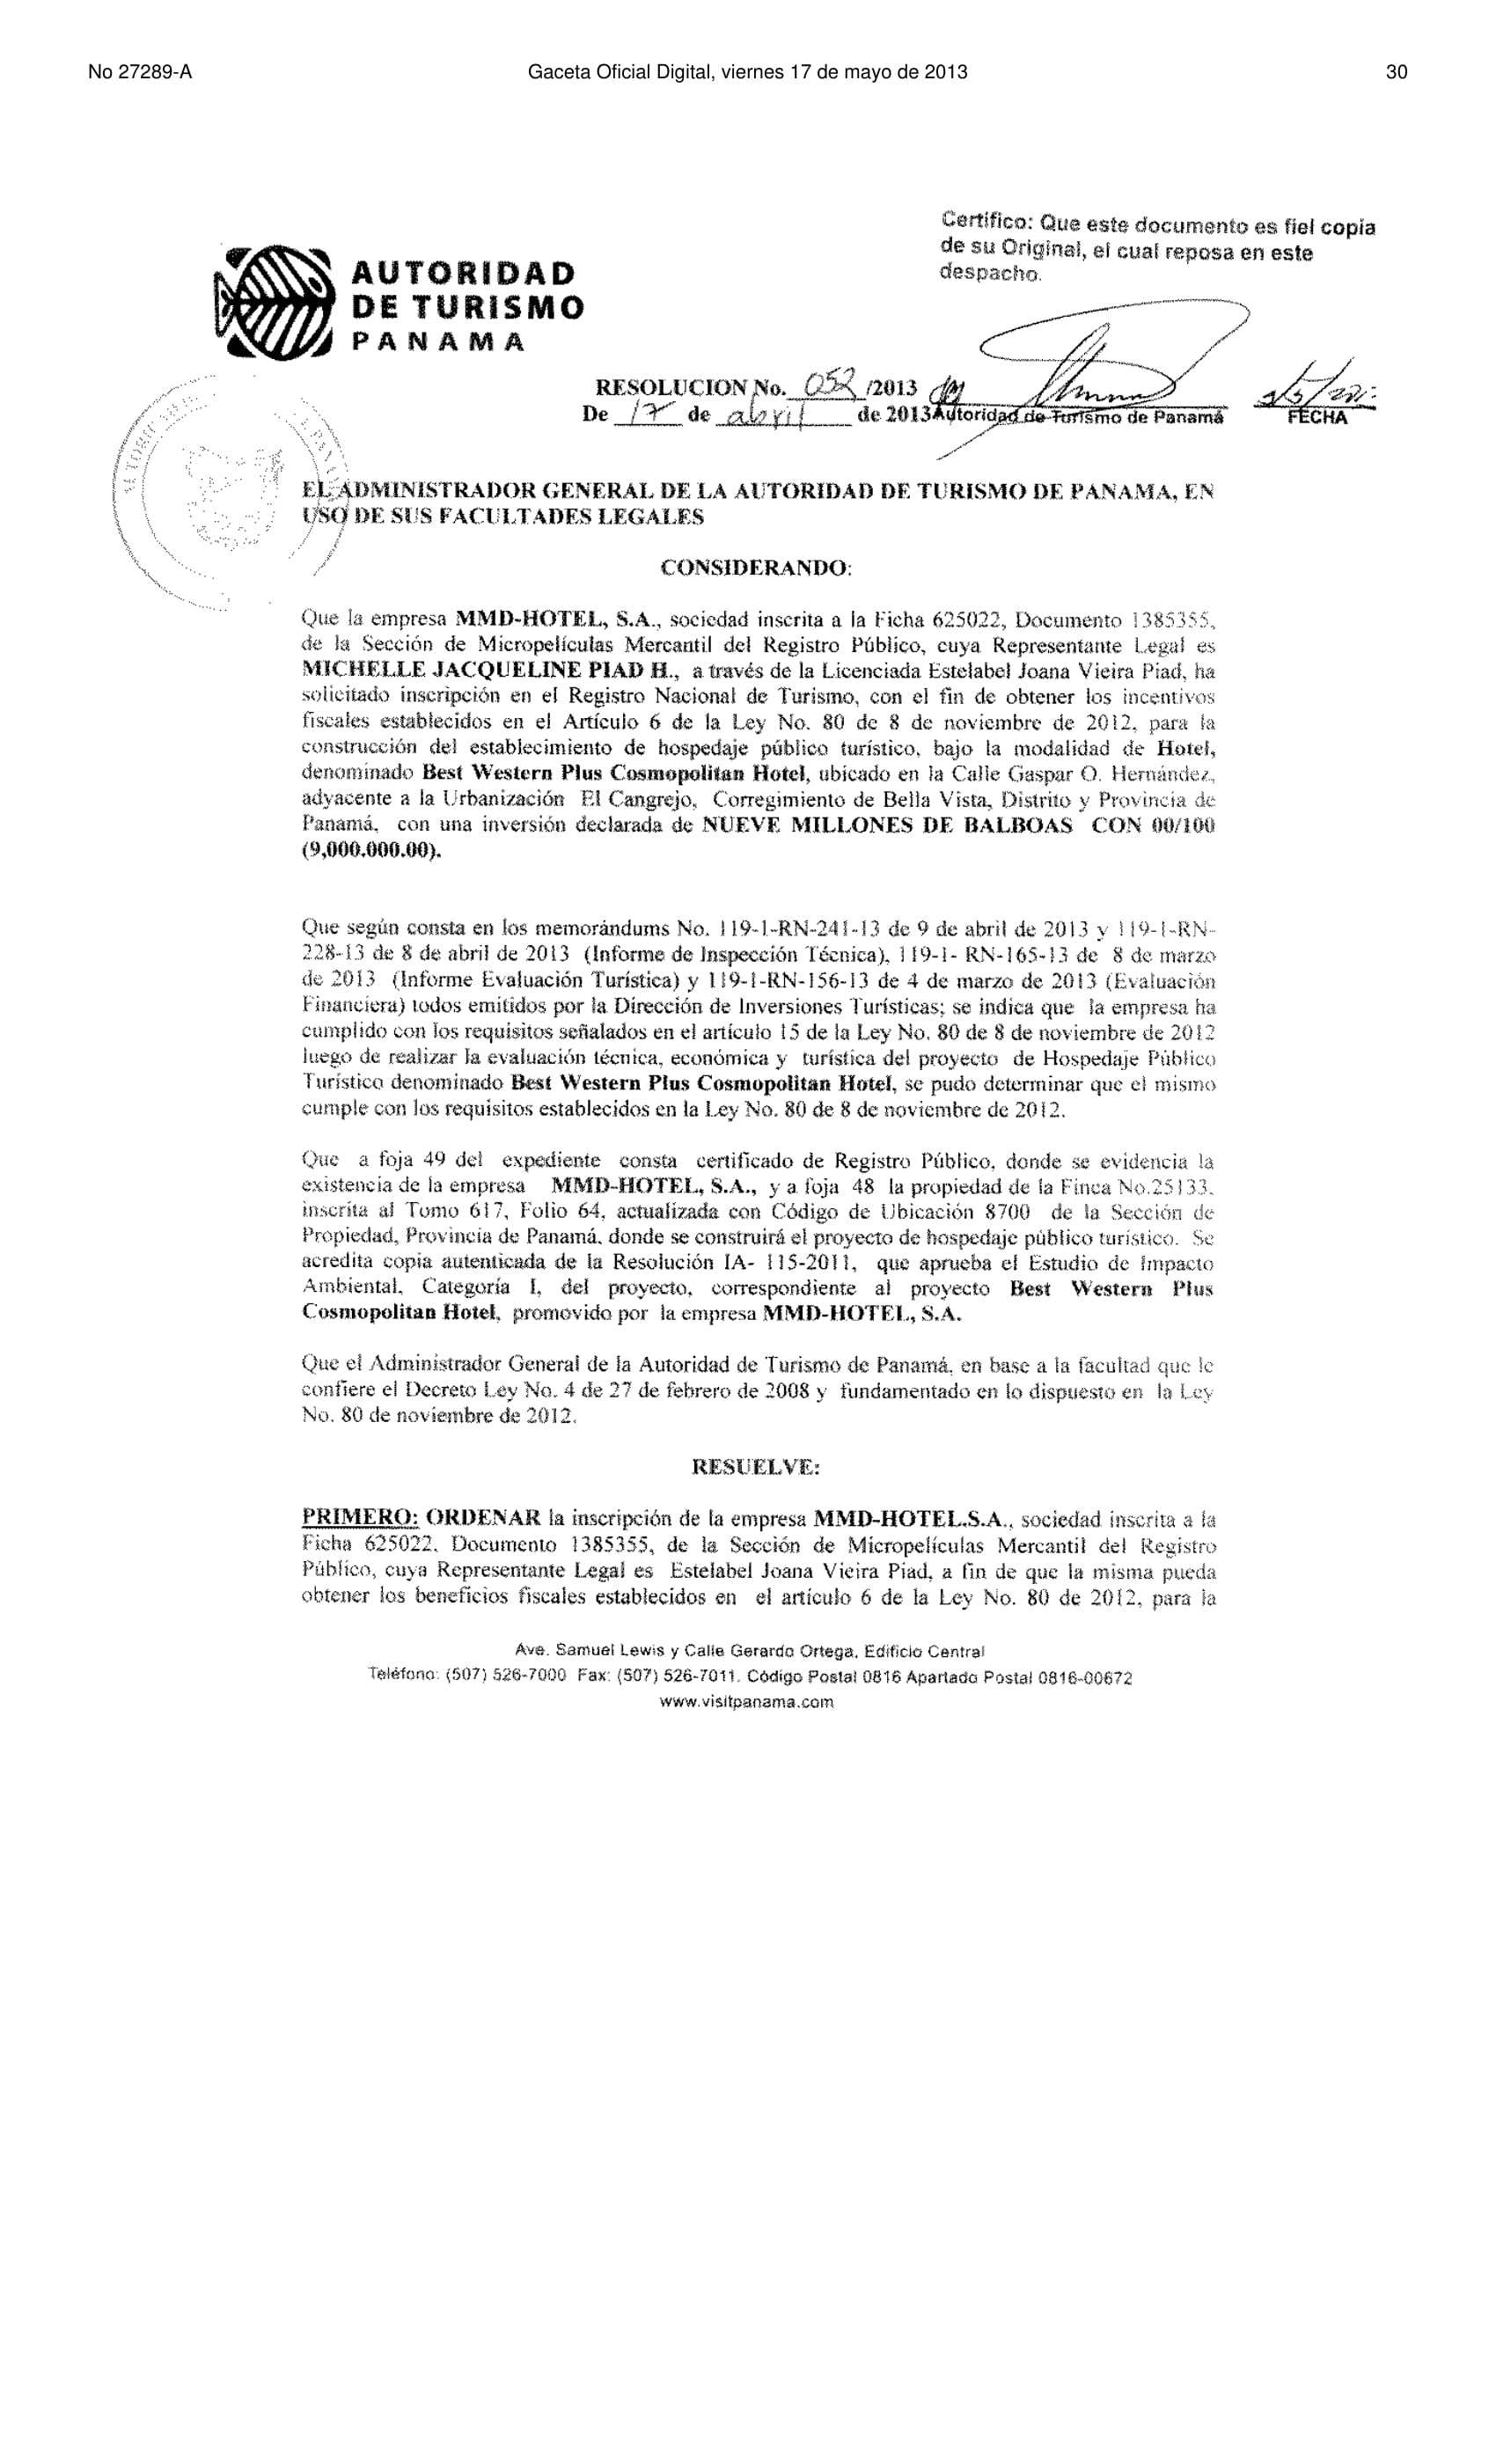 No 27289-A Gaceta Oficial Digital, viernes 17 de mayo de 2013 30
Certifico: Que este documento es fiel copia
de su Original, el cual reposa en este
despacho.
AUTORIDAD
DE TURISMO
PANAMA
RESOLUCION No. 052 /2013
De 17 de abril de 2013 Autoridad de Turismo de Panamá FECHA
EL ADMINISTRADOR GENERAL DE LA AUTORIDAD DE TURISMO DE PANAMA, EN
USO DE SUS FACULTADES LEGALES
CONSIDERANDO:
Que la empresa MMD-HOTEL, S.A., sociedad inscrita a la Ficha 625022, Documento 1385355,
de la Sección de Micropelículas Mercantil del Registro Público, cuya Representante Legal es
MICHELLE JACQUELINE PIAD H., a través de la Licenciada Estelabel Joana Vieira Piad, ha
solicitado inscripción en el Registro Nacional de Turismo, con el fin de obtener los incentivos
fiscales establecidos en el Artículo 6 de la Ley No. 80 de 8 de noviembre de 2012, para la
construcción del establecimiento de hospedaje público turístico, bajo la modalidad de Hotel,
denominado Best Western Plus Cosmopolitan Hotel, ubicado en la Calle Gaspar O. Hernández,
adyacente a la Urbanización El Cangrejo, Corregimiento de Bella Vista, Distrito y Provincia de
Panamá, con una inversión declarada de NUEVE MILLONES DE BALBOAS CON 00/100
(9,000.000.00).
Que según consta en los memorándums No. 119-1-RN-241-13 de 9 de abril de 2013 y 119-1-RN-
228-13 de 8 de abril de 2013 (Informe de Inspección Técnica), 119-1- RN-165-13 de 8 de marzo
de 2013 (Informe Evaluación Turística) y 119-1-RN-156-13 de 4 de marzo de 2013 (Evaluación
Financiera) todos emitidos por la Dirección de Inversiones Turísticas; se indica que la empresa ha
cumplido con los requisitos señalados en el artículo 15 de la Ley No. 80 de 8 de noviembre de 2012
luego de realizar la evaluación técnica, económica y turística del proyecto de Hospedaje Público
Turístico denominado Best Western Plus Cosmopolitan Hotel, se pudo determinar que el mismo
cumple con los requisitos establecidos en la Ley No. 80 de 8 de noviembre de 2012.
Que a foja 49 del expediente consta certificado de Registro Público, donde se evidencia la
existencia de la empresa MMD-HOTEL, S.A., y a foja 48 la propiedad de la Finca No.25133,
inscrita al Tomo 617, Folio 64, actualizada con Código de Ubicación 8700 de la Sección de
Propiedad, Provincia de Panamá, donde se construirá el proyecto de hospedaje público turístico. Se
acredita copia autenticada de la Resolución IA- 115-2011, que aprueba el Estudio de Impacto
Ambiental, Categoría I, del proyecto, correspondiente al proyecto Best Western Plus
Cosmopolitan Hotel, promovido por la empresa MMD-HOTEL, S.A.
Que el Administrador General de la Autoridad de Turismo de Panamá, en base a la facultad que le
confiere el Decreto Ley No. 4 de 27 de febrero de 2008 y fundamentado en lo dispuesto en la Ley
No. 80 de noviembre de 2012.
RESUELVE:
PRIMERO: ORDENAR la inscripción de la empresa MMD-HOTEL.S.A., sociedad inscrita a la
Ficha 625022, Documento 1385355, de la Sección de Micropelículas Mercantil del Registro
Público, cuya Representante Legal es Estelabel Joana Vieira Piad, a fin de que la misma pueda
obtener los beneficios fiscales establecidos en el artículo 6 de la Ley No. 80 de 2012, para la
Ave. Samuel Lewis y Calle Gerardo Ortega, Edificio Central
Teléfono: (507) 526-7000 Fax: (507) 526-7011, Código Postal 0816 Apartado Postal 0816-00672
www.visitpanama.com